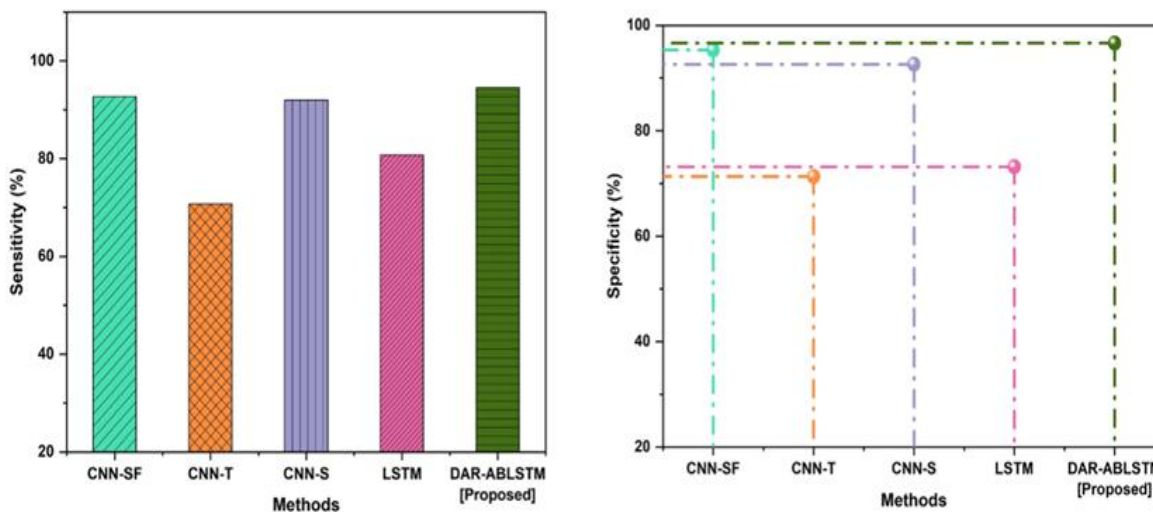 Sensitivity (%)
100
80
60
40
20
CNN-SF CNN-T CNN-S LSTM DAR-ABLSTM
[Proposed]
Methods
Specificity (%)
100
80
60
40
20
CNN-SF CNN-T CNN-S LSTM DAR-ABLSTM
[Proposed]
Methods